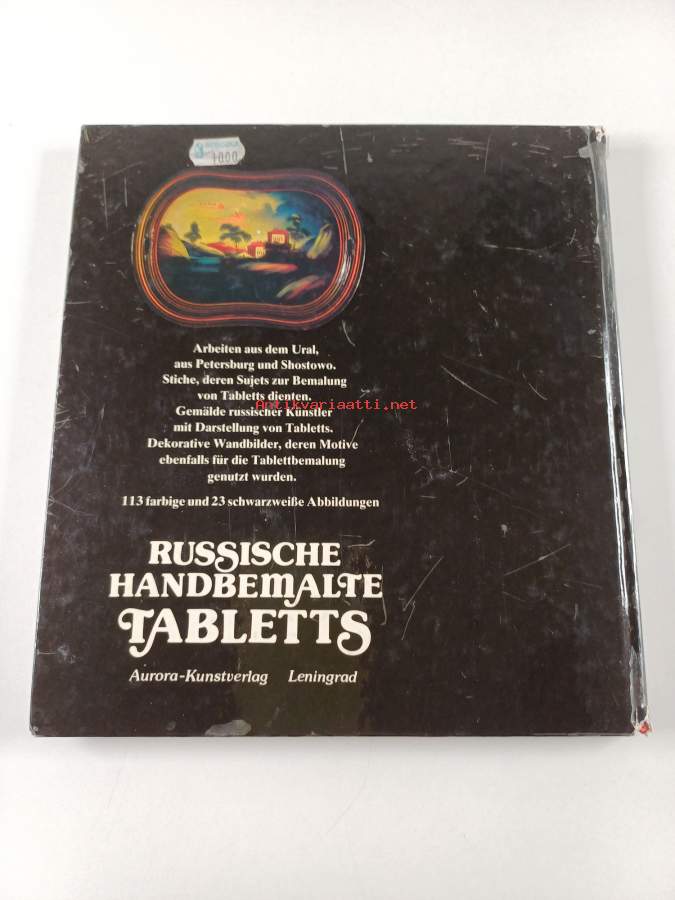 1000
Arbeiten aus dem Ural,
aus Petersburg und Shostowo.
Stiche, deren Sujets zur Bemalung
von Tabletts dienten.
Antikvariaatti.net
Gemälde russischer Künstler
mit Darstellung von Tabletts.
Dekorative Wandbilder, deren Motive
ebenfalls für die Tablettbemalung
genutzt wurden.
113 farbige und 23 schwarzweiße Abbildungen
RUSSISCHE
HANDBEMALTE
TABLETTS
Aurora-Kunstverlag Leningrad